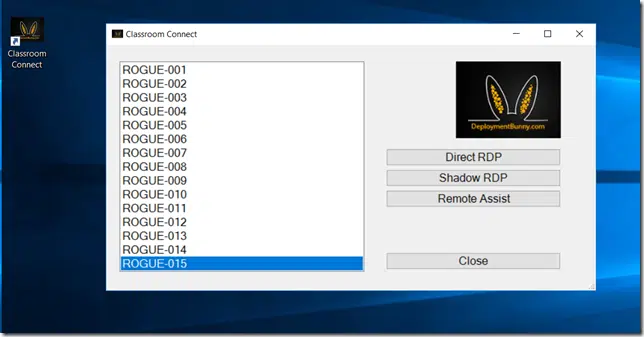 Classroom
Connect
Classroom Connect
ROGUE-001
ROGUE-002
ROGUE-003
ROGUE-004
ROGUE-005
ROGUE-006
ROGUE-007
ROGUE-008
ROGUE-009
ROGUE-010
ROGUE-011
ROGUE-012
ROGUE-013
ROGUE-014
ROGUE-015
DeploymentBunny.com
Direct RDP
Shadow RDP
Remote Assist
Close